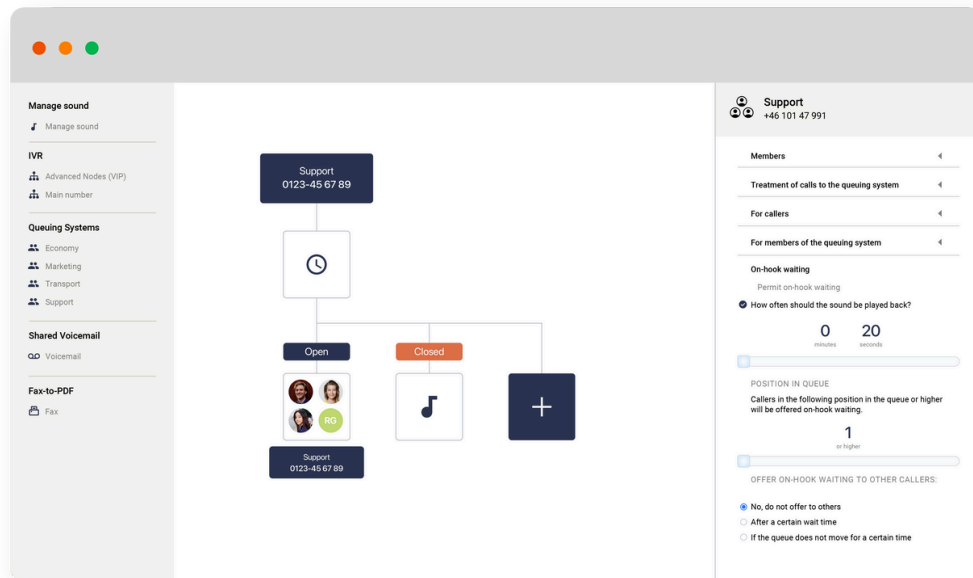 Manage sound
Manage sound
IVR
Advanced Nodes (VIP)
Main number
Queuing Systems
Economy
Marketing
Transport
Support
Shared Voicemail
Voicemail
Fax-to-PDF
Fax
Support
0123-45 67 89
Open
Closed
RG
Support
0123-45 67 89
Support
+46 101 47 991
Members
Treatment of calls to the queuing system
For callers
For members of the queuing system
On-hook waiting
Permit on-hook waiting
How often should the sound be played back?
0 20
minutes seconds
POSITION IN QUEUE
Callers in the following position in the queue or higher
will be offered on-hook waiting.
1
or higher
OFFER ON-HOOK WAITING TO OTHER CALLERS:
No, do not offer to others
After a certain wait time
If the queue does not move for a certain time